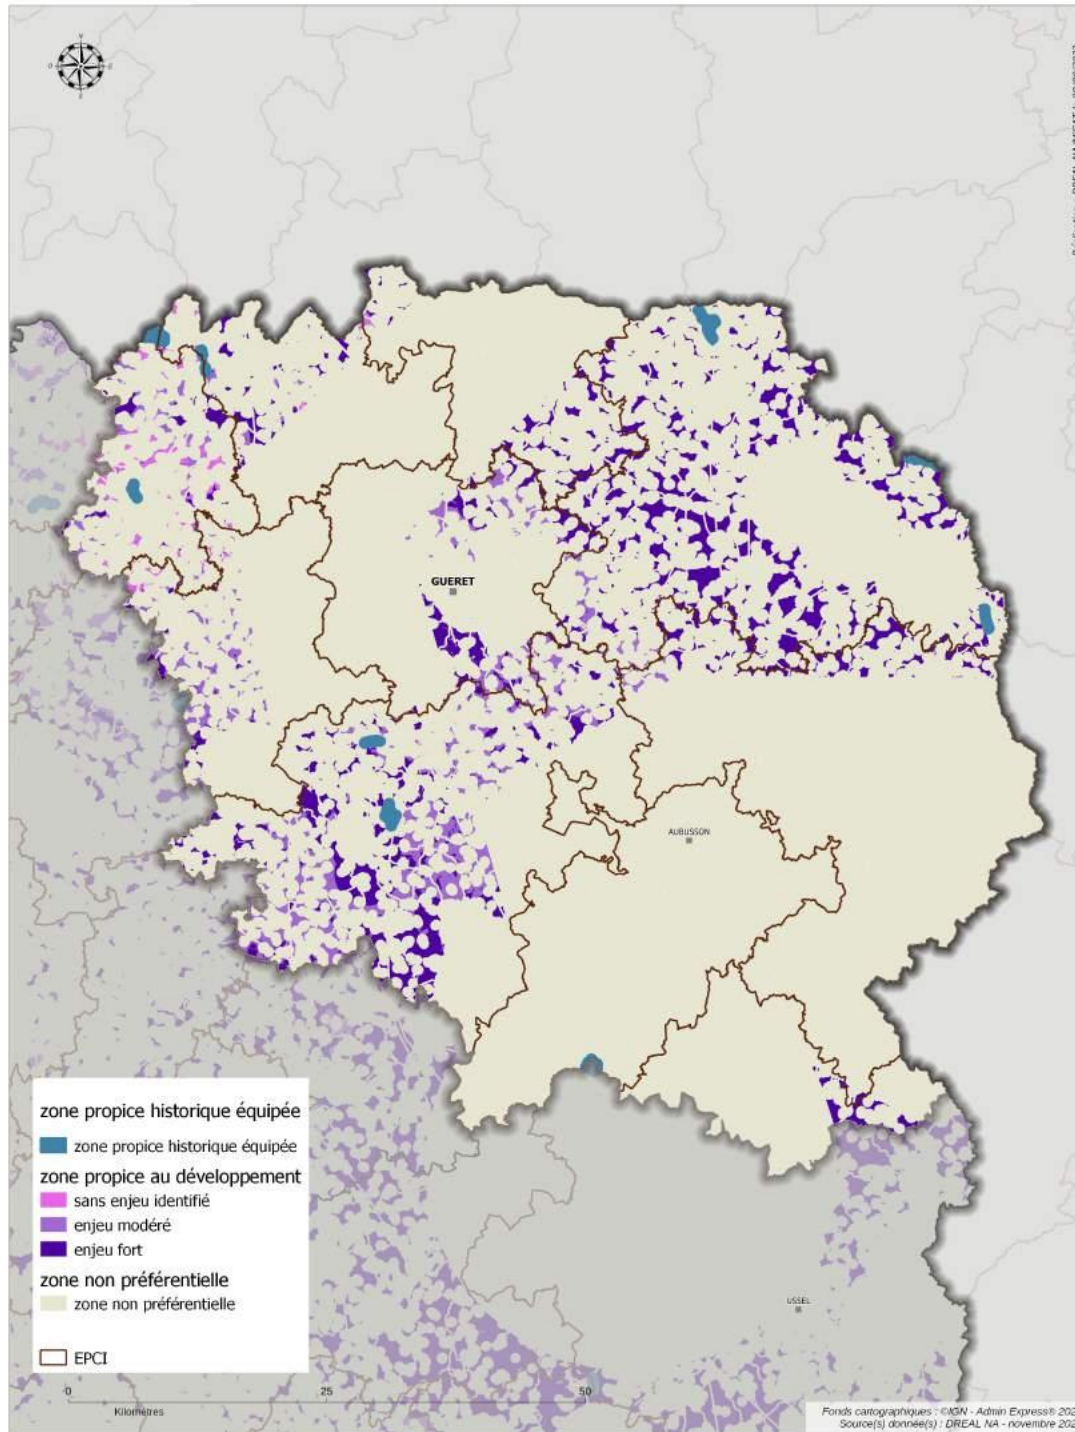 GUERET
AUBUSSON
USSEL
zone propice historique équipée
zone propice historique équipée
zone propice au développement
sans enjeu identifié
enjeu modéré
enjeu fort
zone non préférentielle
zone non préférentielle
EPCI
0 25 50
Kilomètres
Fonds cartographiques : ©IGN - Admin Express® 202
Source(s) donnée(s) : DREAL NA - novembre 202